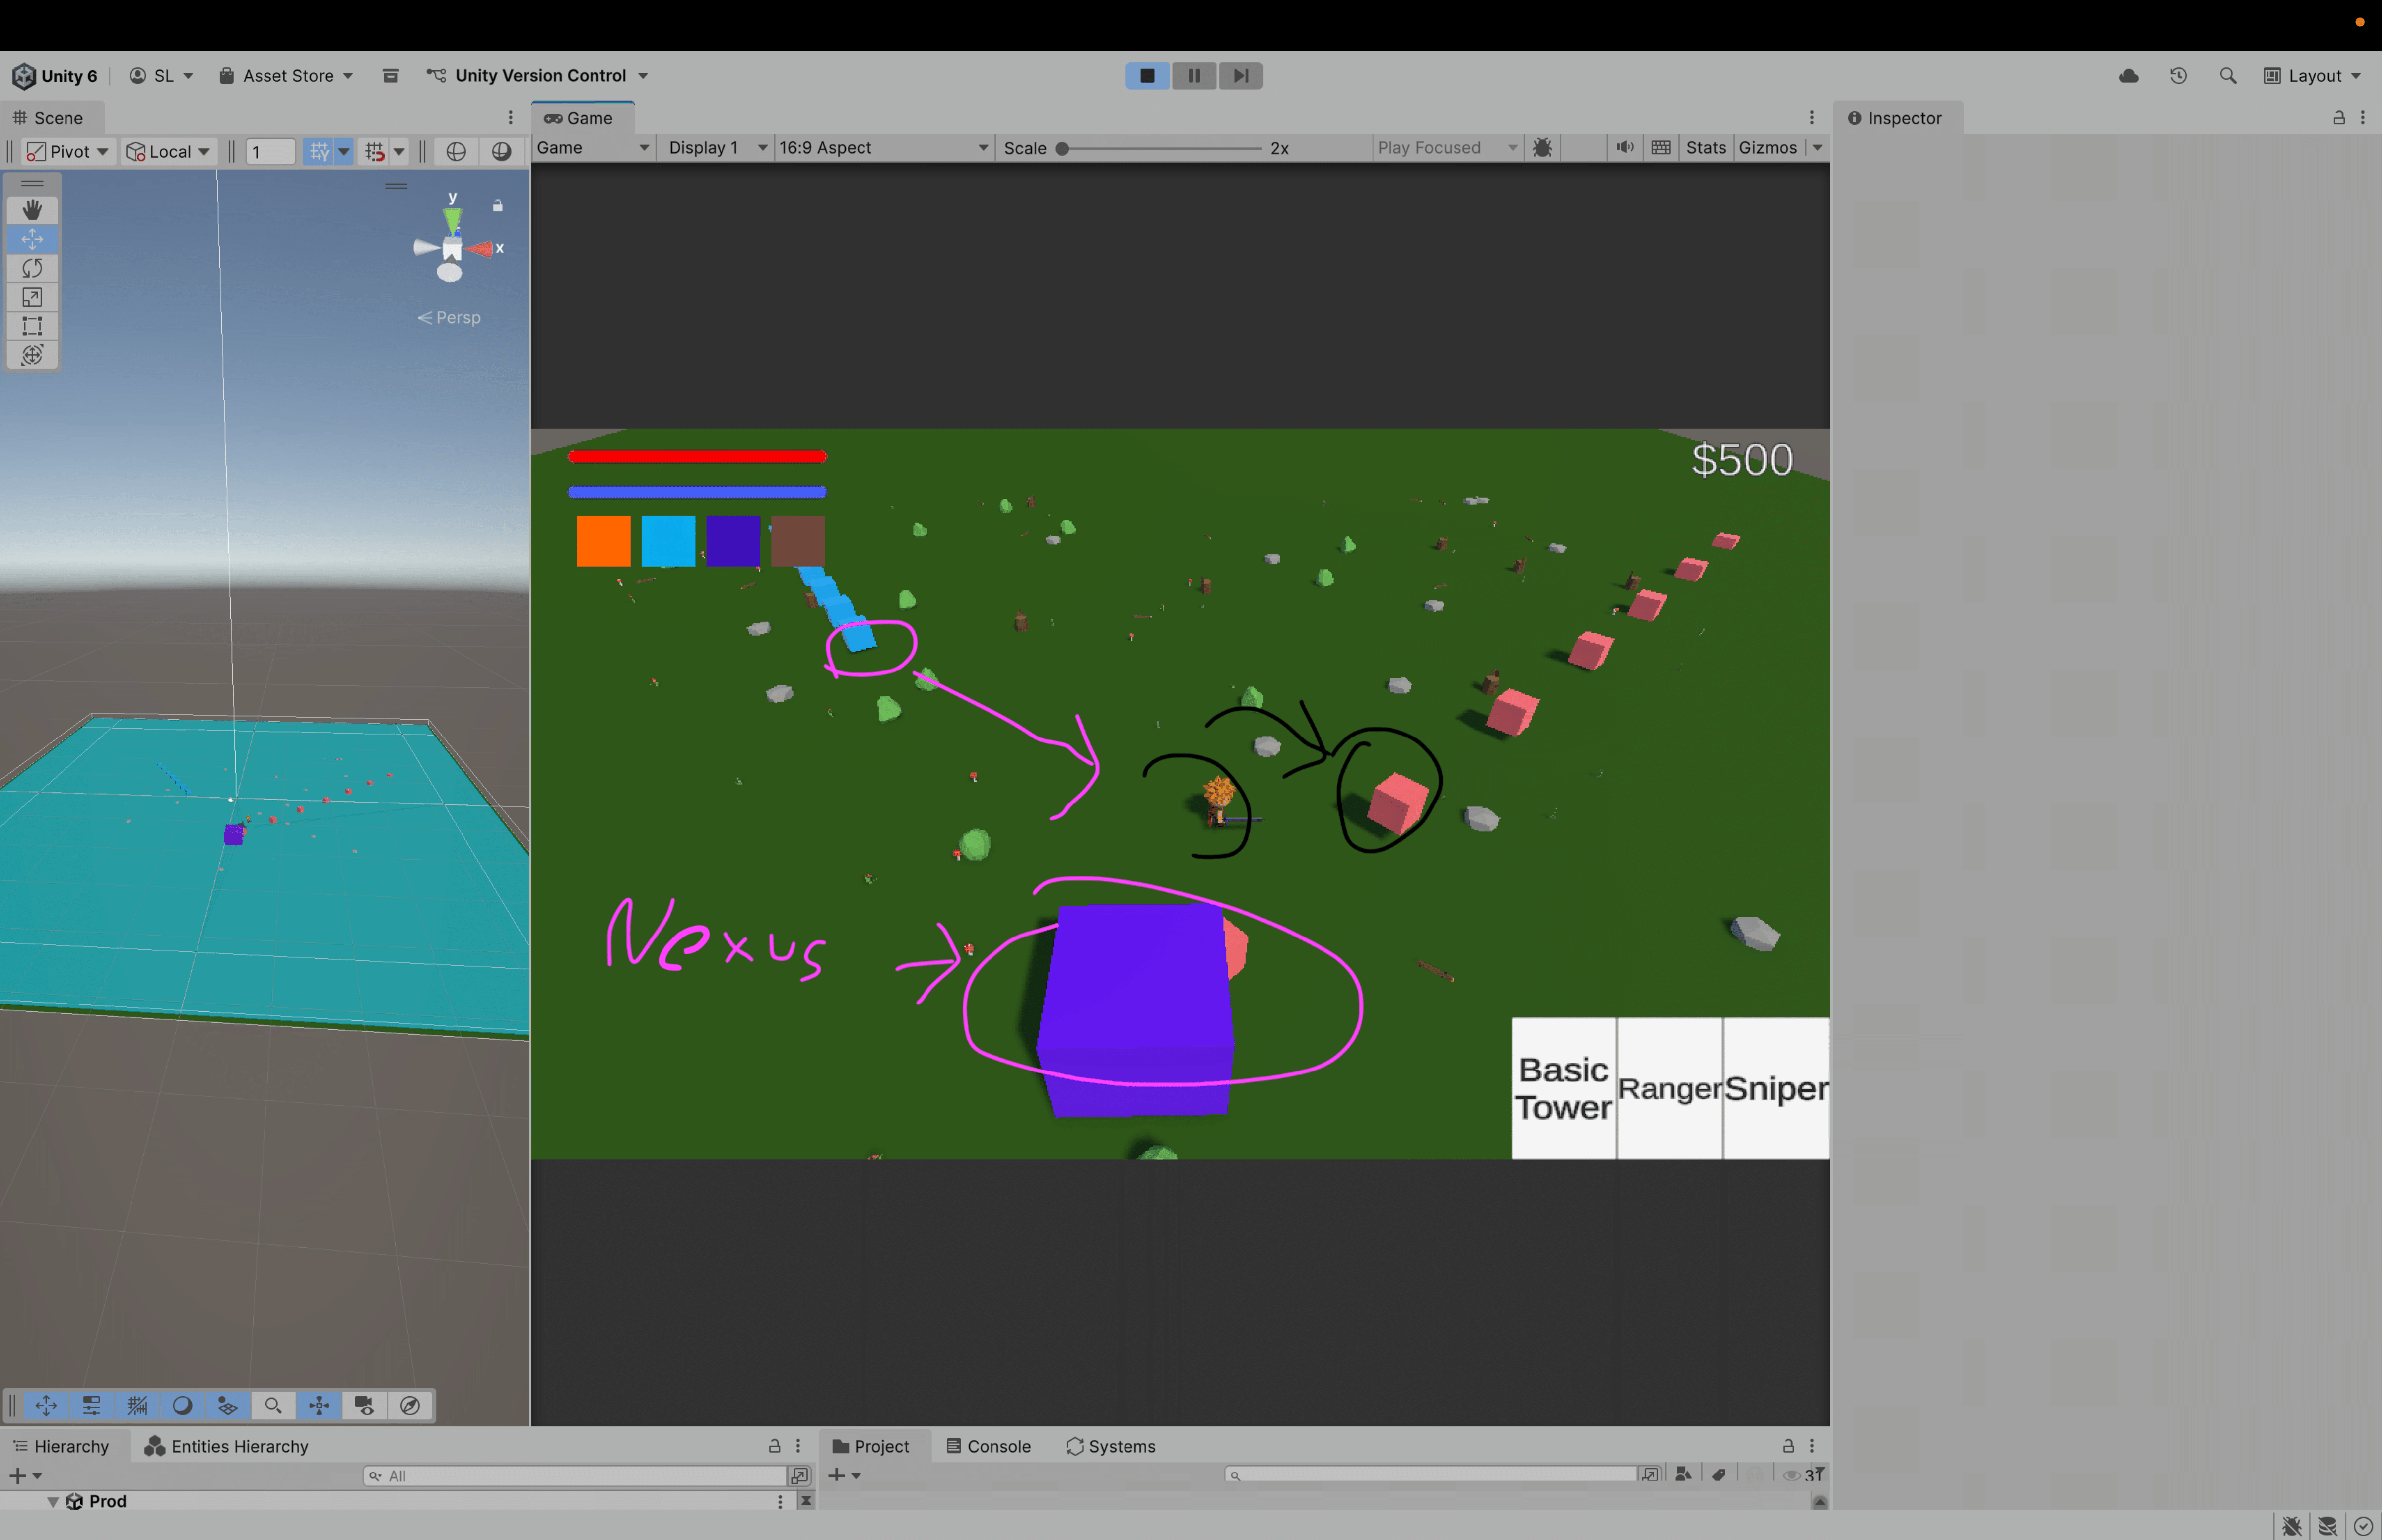 Unity 6 SL Asset Store Unity Version Control Layout
Scene Game Inspector
Pivot Local 1 Game Display 1 16:9 Aspect Scale 2x Play Focused Stats Gizmos
y
x
Persp
$500
Nexus
Basic
Tower
Ranger
Sniper
Hierarchy Entities Hierarchy Project Console Systems
All
31
Prod